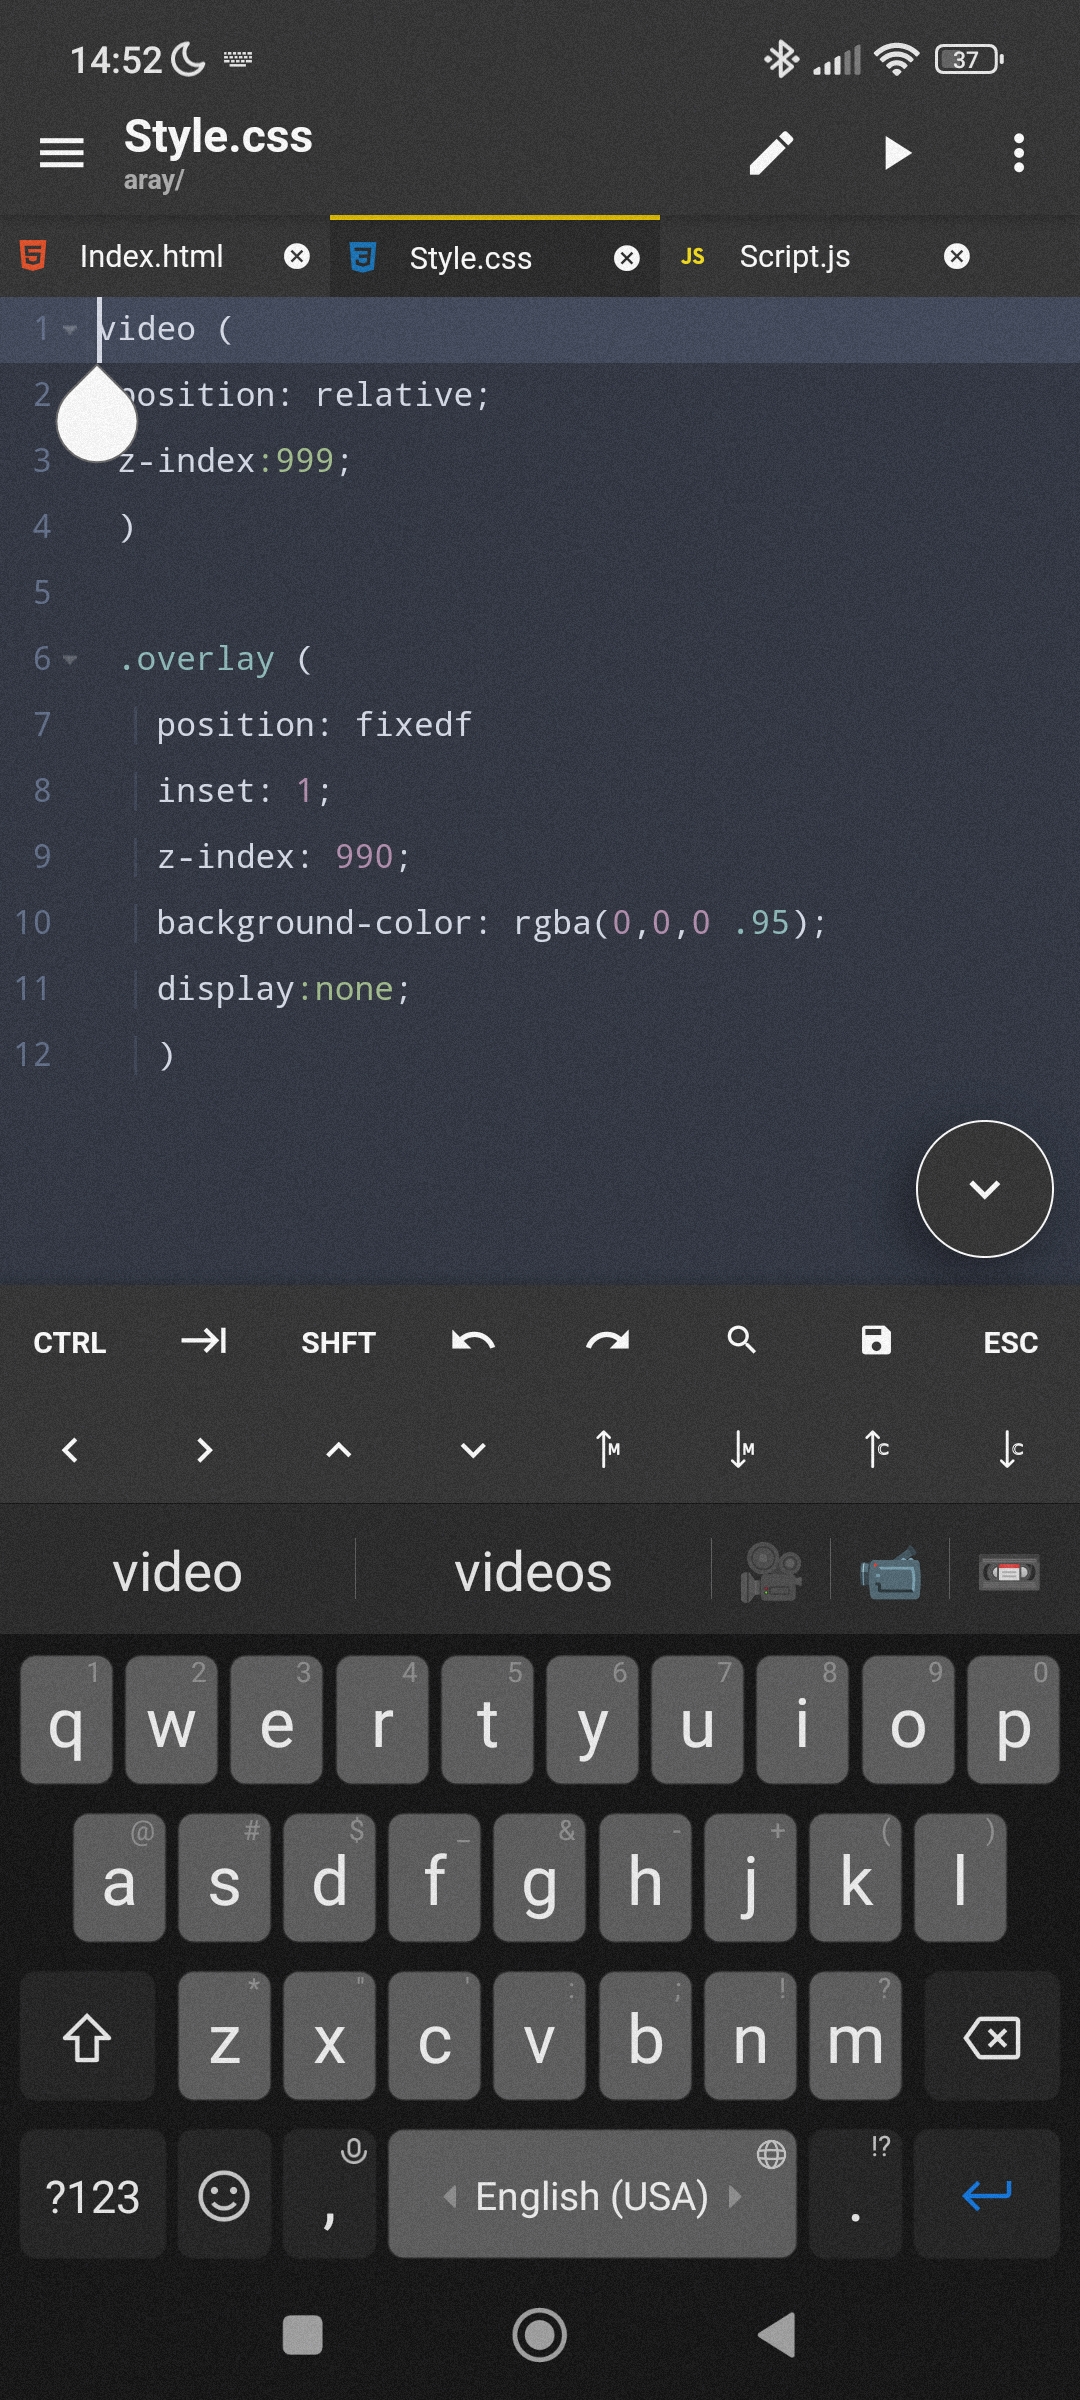 14:52 37
Style.css
aray/
Index.html Style.css JS Script.js
1 video (
2 position: relative;
3 z-index:999;
4 )
5
6 .overlay (
7 position: fixedf
8 inset: 1;
9 z-index: 990;
10 background-color: rgba(0,0,0 .95);
11 display:none;
12 )
CTRL SHFT ESC
M M C C
video videos
1 2 3 4 5 6 7 8 9 0
q w e r t y u i o p
@ # $ _ & - + ( )
a s d f g h j k l
* " ' : ; ! ?
z x c v b n m
!?
?123 , English (USA) .